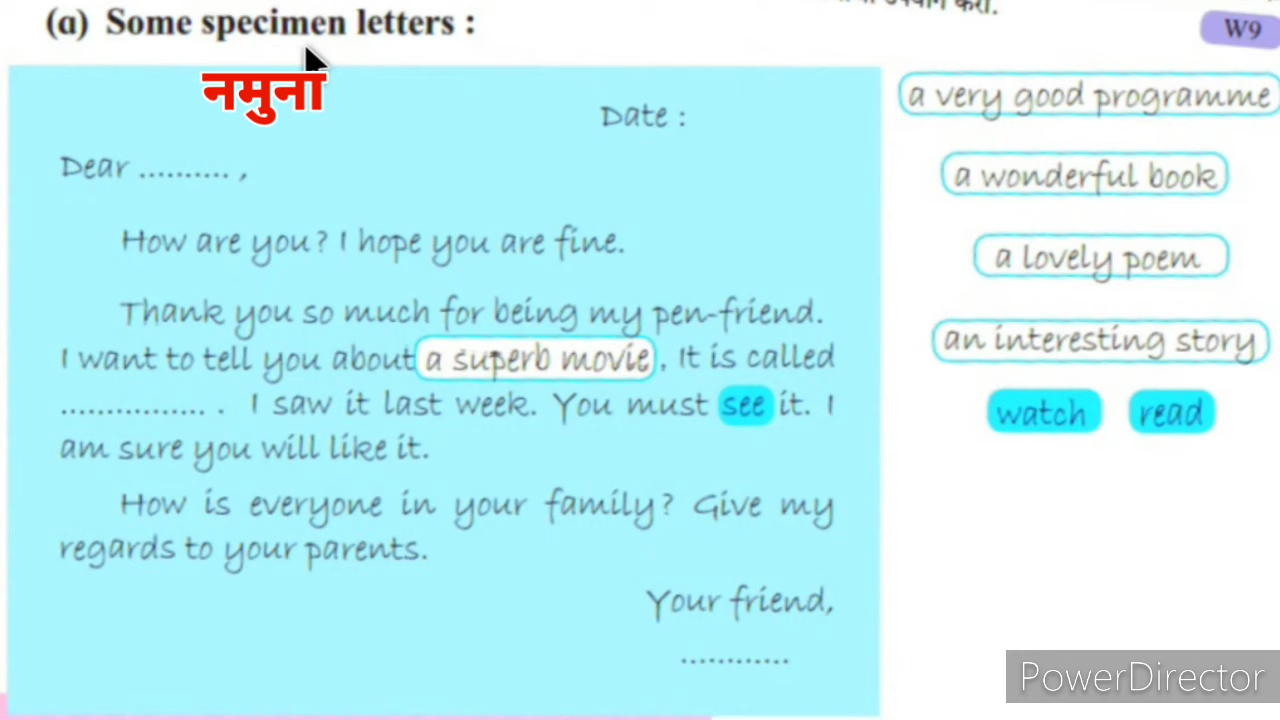 करा.
(a) Some specimen letters :
W9
नमुना
Date :
Dear .......... ,
How are you? I hope you are fine.
Thank you so much for being my pen-friend.
I want to tell you about a superb movie. It is called
................ . I saw it last week. You must see it. I
am sure you will like it.
How is everyone in your family? Give my
regards to your parents.
Your friend,
............
a very good programme
a wonderful book
a lovely poem
an interesting story
watch read
PowerDirector